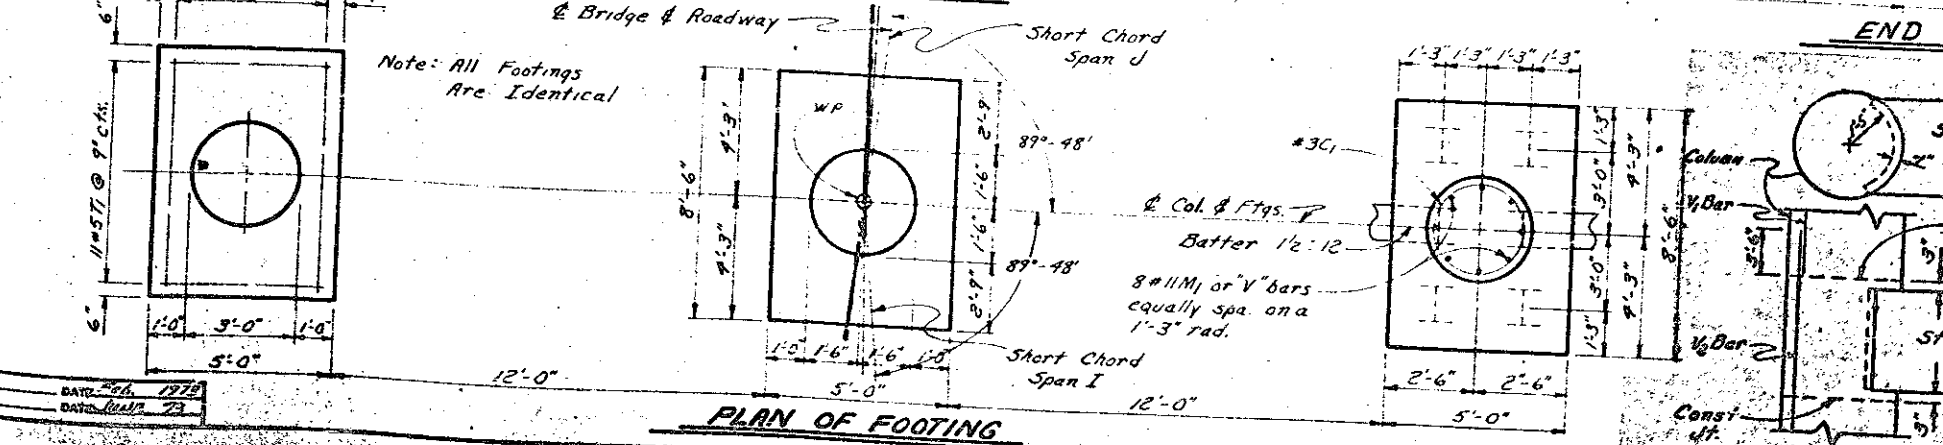 6"
₵ Bridge & Roadway
Short Chord
Span J
END
Note: All Footings
Are Identical
1'-3" 1'-3" 1'-3" 1'-3"
WP
4'-3"
2'-9"
89°-48'
#3C₁
1'-3"
3'-0"
4'-3"
Column
11#5T1 @ 9" cts.
8'-6"
1'-6"
₵ Col. & Ftgs.
V₁ Bar
Batter 1½:12
8'-6"
3'-6"
3"
4'-3"
1'-6"
89°-48'
2'-9"
8#11M₁ or "V" bars
equally spa. on a
1'-3" rad.
3'-0"
4'-3"
1'-3"
6"
1'-0" 3'-0" 1'-0"
5'-0"
1'-0" 1'-6" 1'-6" 1'-0"
Short Chord
Span I
V₂ Bar
2'-6" 2'-6"
DATE Feb. 1972
DATE
12'-0"
5'-0"
12'-0"
5'-0"
Const.
Jt.
3"
PLAN OF FOOTING